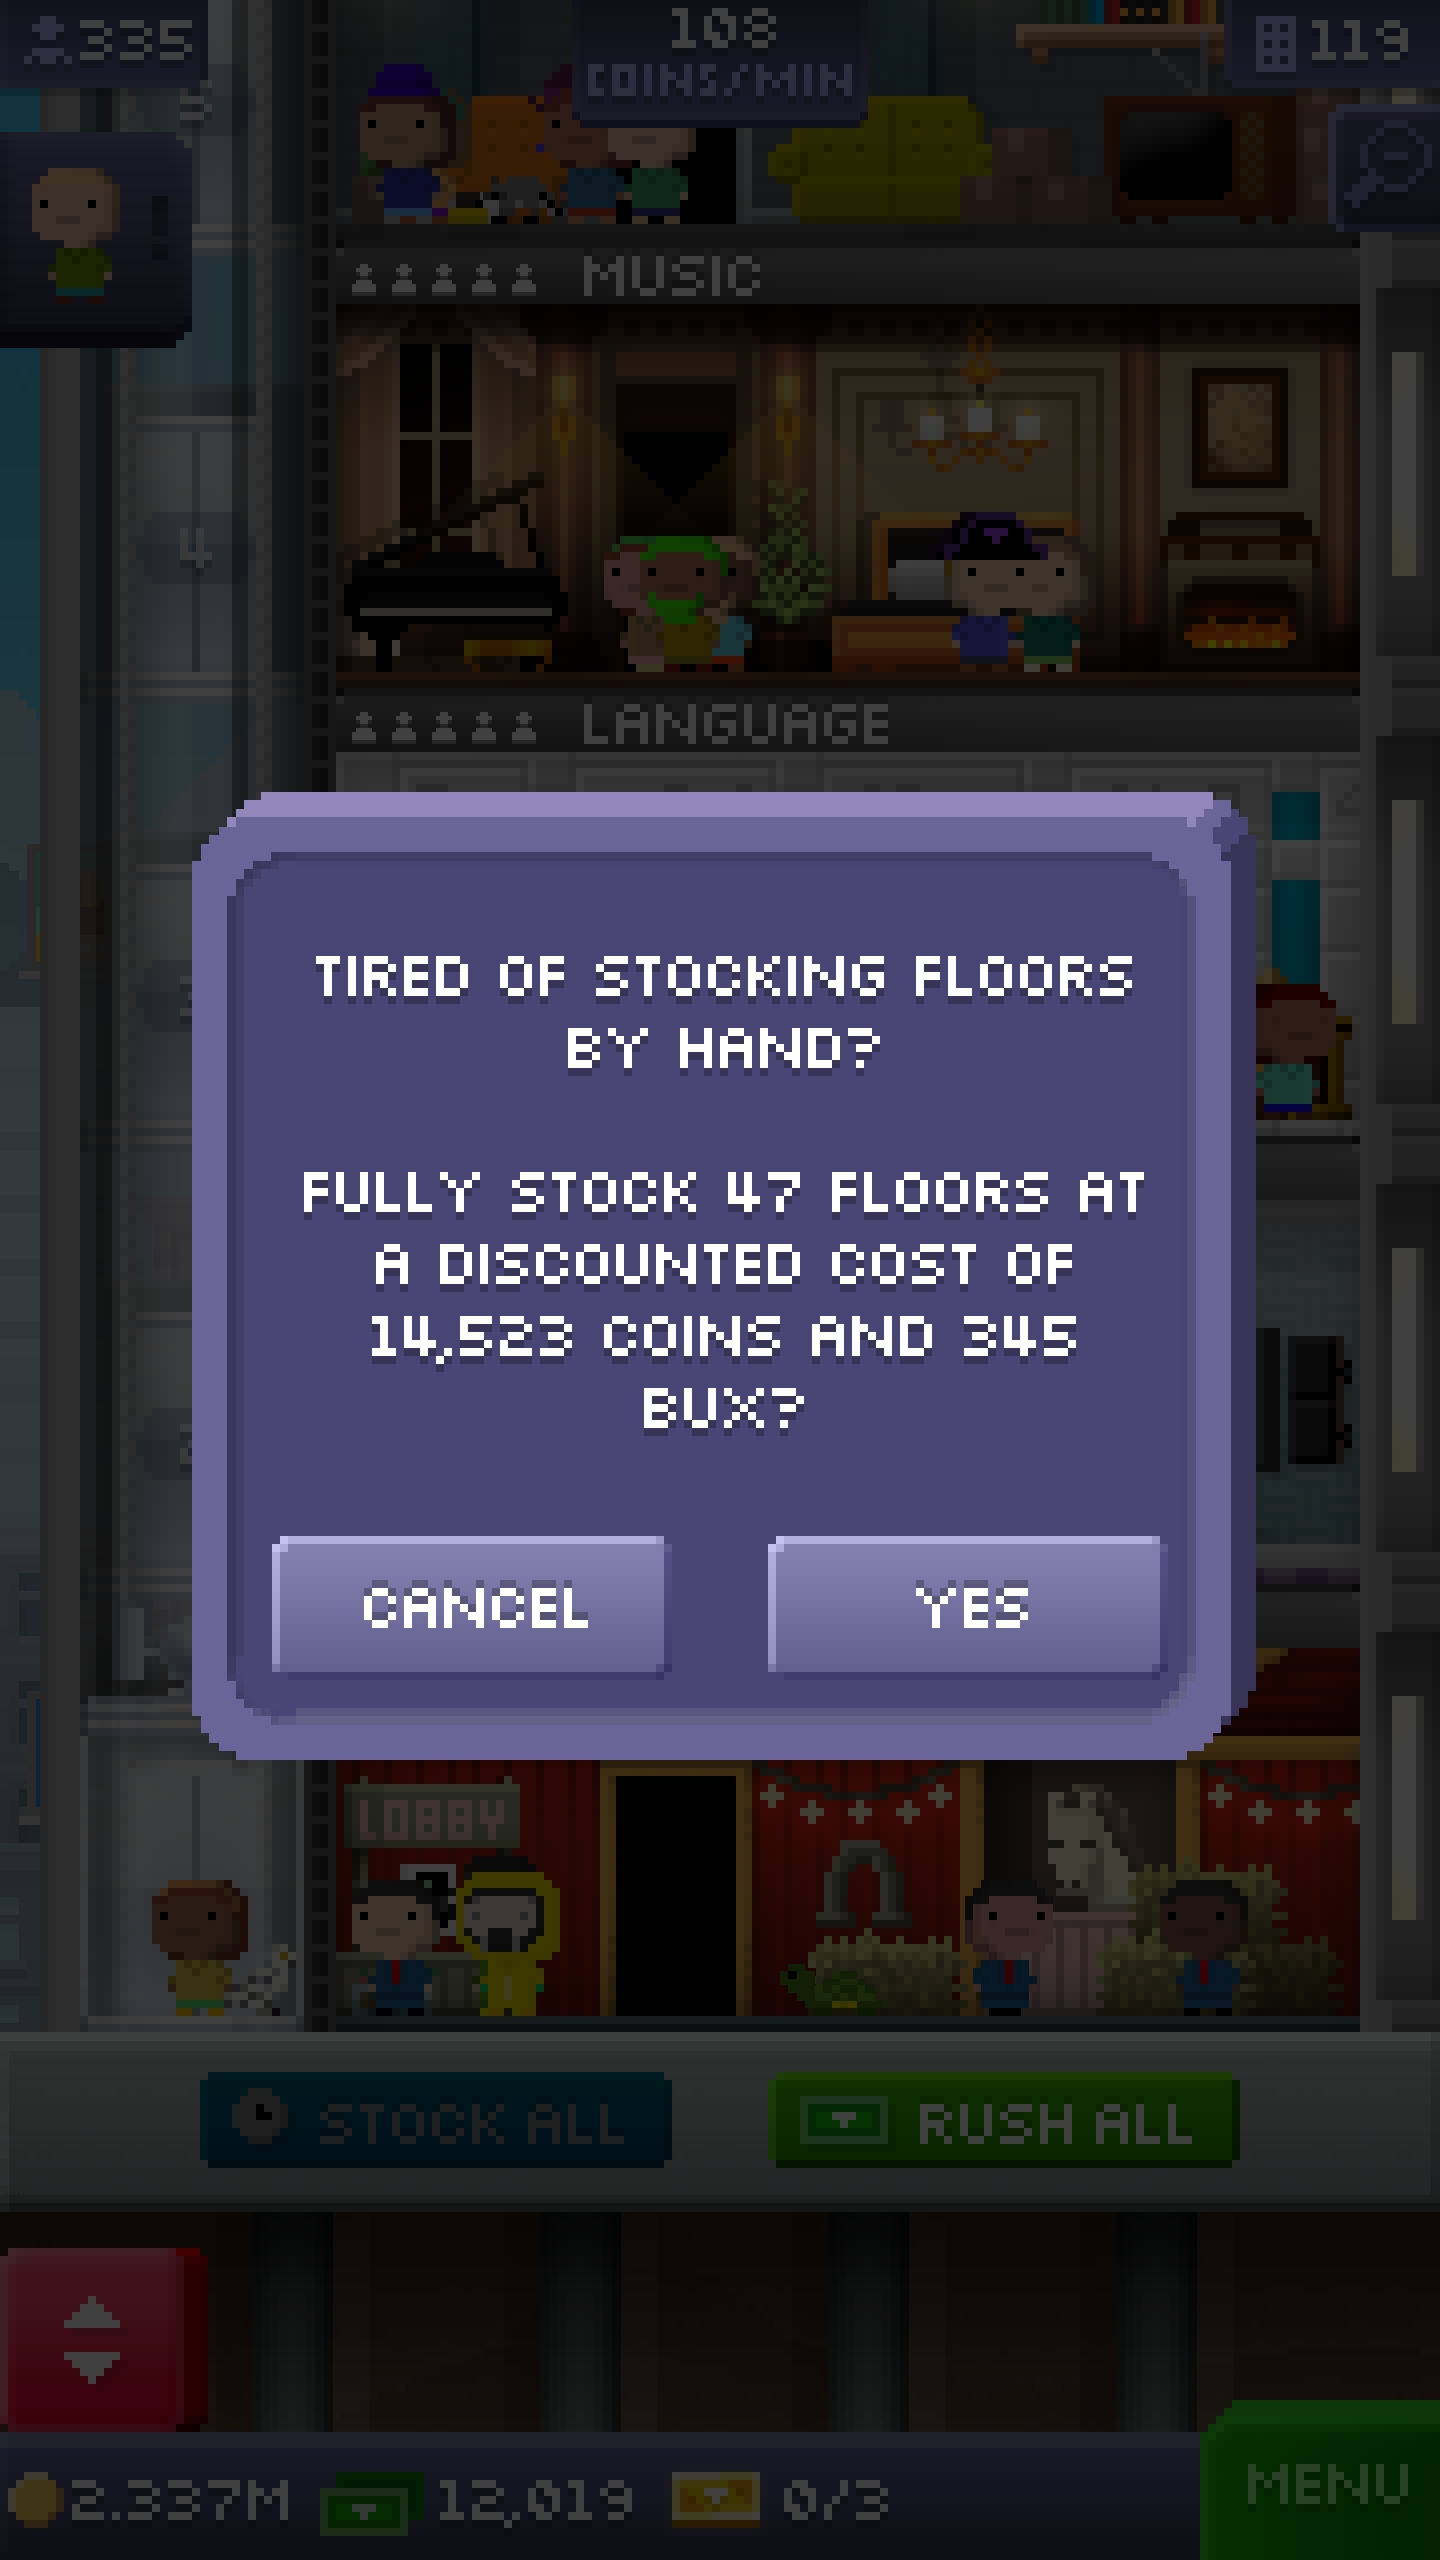 335
108
COINS/MIN
119
5
MUSIC
4
LANGUAGE
TIRED OF STOCKING FLOORS
BY HAND?
FULLY STOCK 47 FLOORS AT
A DISCOUNTED COST OF
14,523 COINS AND 345
BUX?
CANCEL
YES
LOBBY
STOCK ALL
RUSH ALL
2.337M
12,019
0/3
MENU